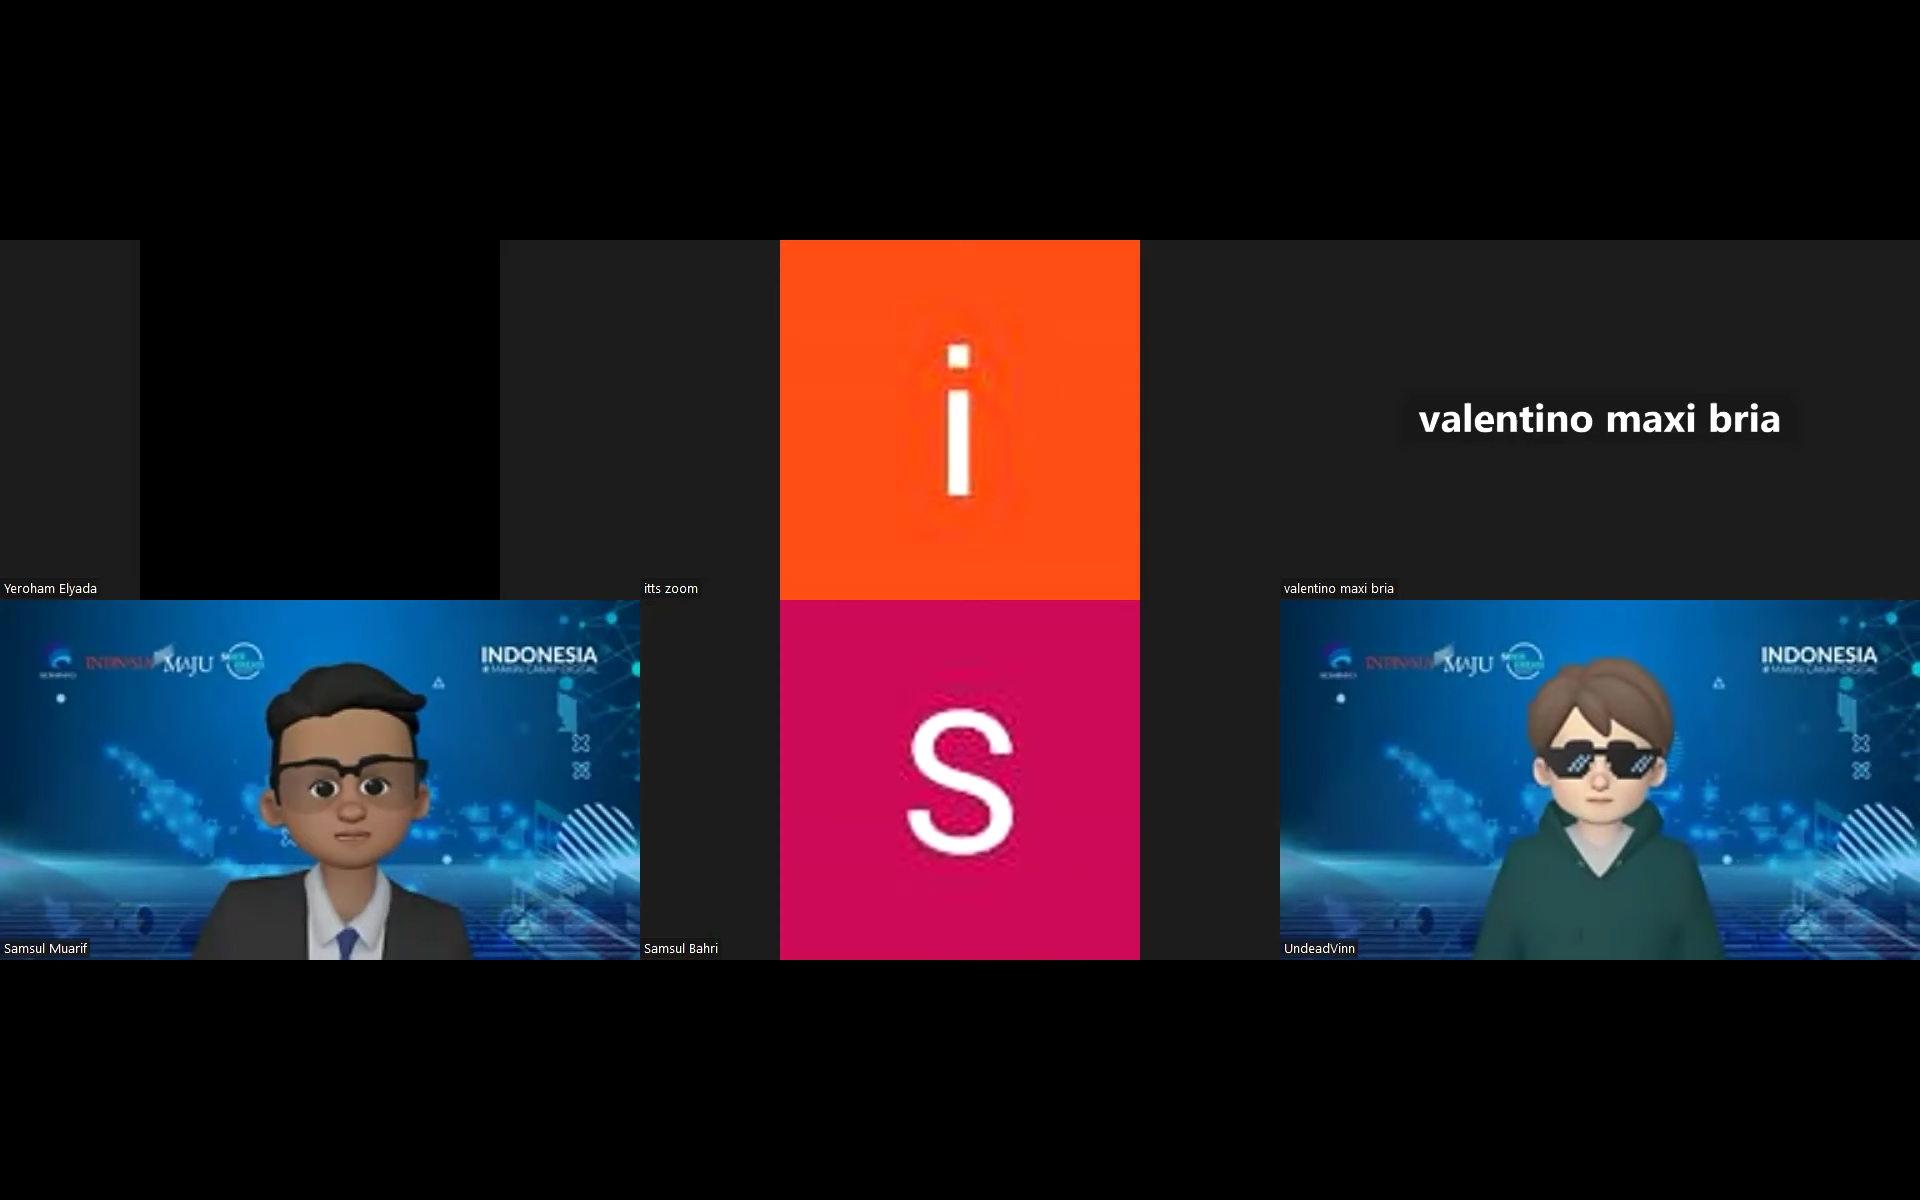 i
valentino maxi bria
Yeroham Elyada
itts zoom
valentino maxi bria
MAJU
INDONESIA
S
MAJU
INDONESIA
Samsul Muarif
Samsul Bahri
UndeadVinn